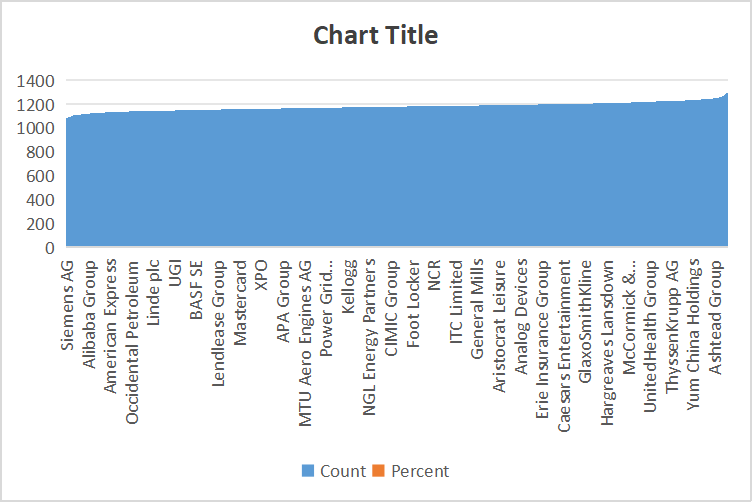 Chart Title
1400
1200
1000
800
600
400
200
0
Siemens AG
Alibaba Group
American Express
Occidental Petroleum
Linde plc
UGI
BASF SE
Lendlease Group
Mastercard
XPO
APA Group
MTU Aero Engines AG
Power Grid...
Kellogg
NGL Energy Partners
CIMIC Group
Foot Locker
NCR
ITC Limited
General Mills
Aristocrat Leisure
Analog Devices
Erie Insurance Group
Caesars Entertainment
GlaxoSmithKline
Hargreaves Lansdown
McCormick &...
UnitedHealth Group
ThyssenKrupp AG
Yum China Holdings
Ashtead Group
Count Percent